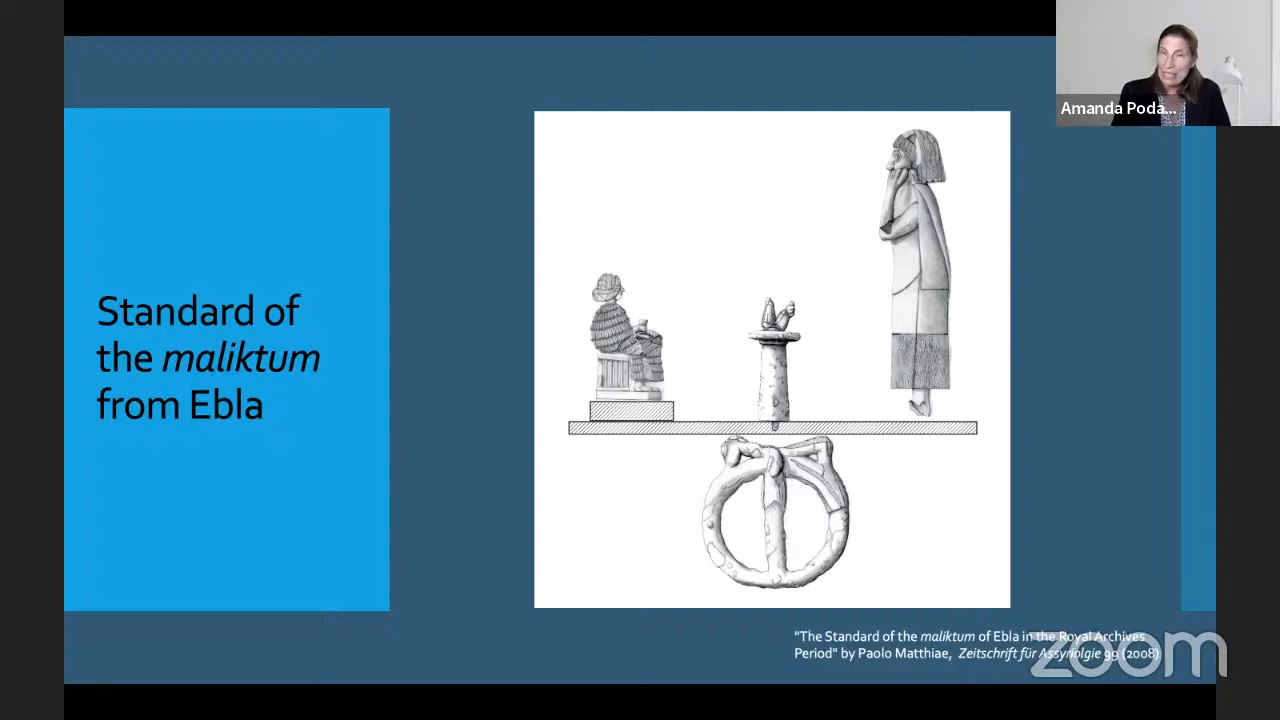 Amanda Poda...
Standard of
the maliktum
from Ebla
"The Standard of the maliktum of Ebla in the Royal Archives
Period" by Paolo Matthiae, Zeitschrift für Assyriolgie 99 (2008)
zoom